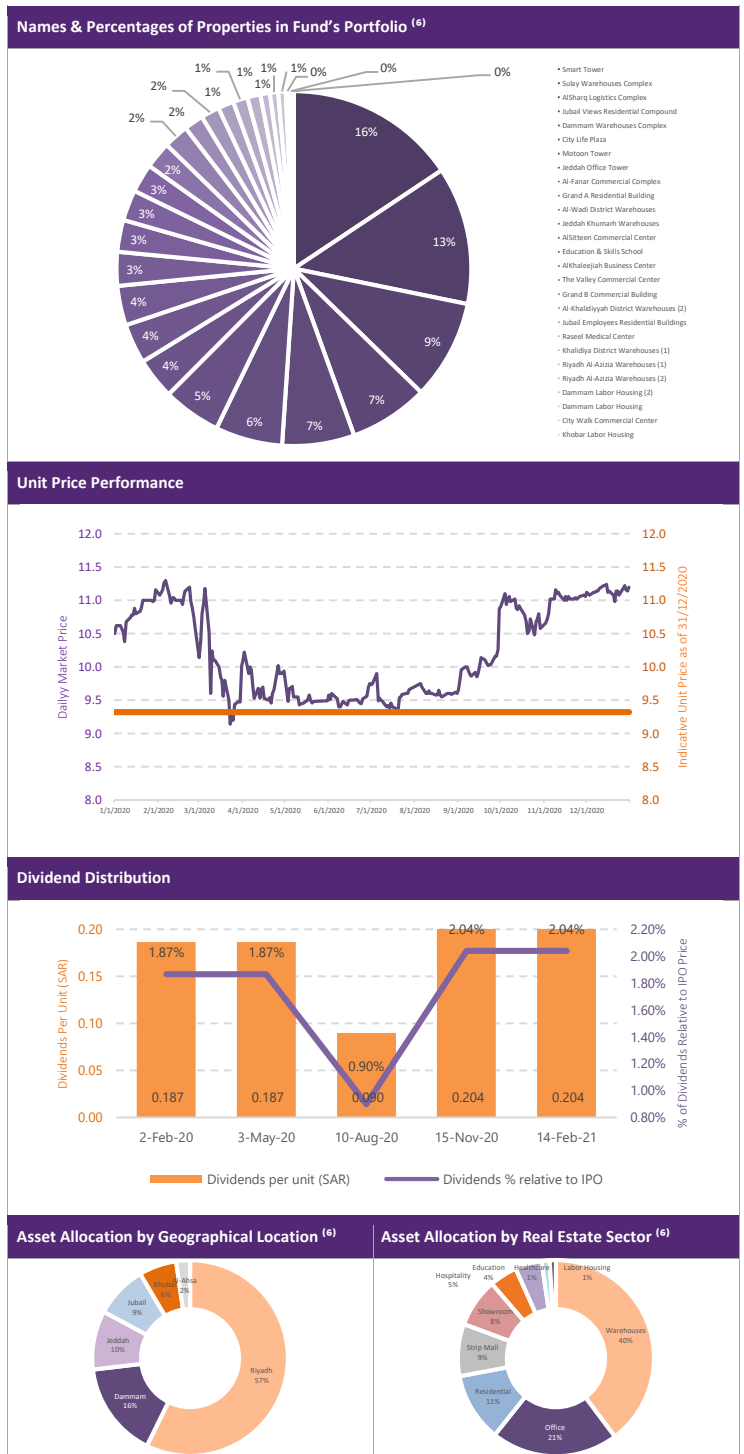 Names & Percentages of Properties in Fund's Portfolio (6)
1%
1%
1%
0%
0%
0%
2%
1%
1%
2%
2%
16%
13%
9%
7%
7%
6%
5%
4%
4%
4%
3%
3%
3%
3%
2%
Smart Tower
Sulay Warehouses Complex
AlSharq Logistics Complex
Jubail Views Residential Compound
Dammam Warehouses Complex
City Life Plaza
Motoon Tower
Jeddah Office Tower
Al-Fanar Commercial Complex
Grand A Residential Building
Al-Wadi District Warehouses
Jeddah Khumarh Warehouses
AlSitteen Commercial Center
Education & Skills School
AlKhaleejiah Business Center
The Valley Commercial Center
Grand B Commercial Building
Al-Khalidiyyah District Warehouses (2)
Jubail Employees Residential Buildings
Raseel Medical Center
Khalidiya District Warehouses (1)
Riyadh Al-Azizia Warehouses (1)
Riyadh Al-Azizia Warehouses (2)
Dammam Labor Housing (2)
Dammam Labor Housing
City Walk Commercial Center
Khobar Labor Housing
Unit Price Performance
Dailyy Market Price
12.0
11.5
11.0
10.5
10.0
9.5
9.0
8.5
8.0
12.0
11.5
11.0
10.5
10.0
9.5
9.0
8.5
8.0
Indicative Unit Price as of 31/12/2020
1/1/2020 2/1/2020 3/1/2020 4/1/2020 5/1/2020 6/1/2020 7/1/2020 8/1/2020 9/1/2020 10/1/2020 11/1/2020 12/1/2020
Dividend Distribution
Dividends Per Unit (SAR)
0.20
0.15
0.10
0.05
0.00
1.87% 1.87% 0.90% 2.04% 2.04%
0.187 0.187 0.090 0.204 0.204
2.20%
2.00%
1.80%
1.60%
1.40%
1.20%
1.00%
0.80%
% of Dividends Relative to IPO Price
2-Feb-20 3-May-20 10-Aug-20 15-Nov-20 14-Feb-21
Dividends per unit (SAR) Dividends % relative to IPO
Asset Allocation by Geographical Location (6)
Al-Ahsa
2%
Khobar
6%
Jubail
9%
Jeddah
10%
Dammam
16%
Riyadh
57%
Asset Allocation by Real Estate Sector (6)
Labor Housing
1%
Healthcare
1%
Education
4%
Hospitality
5%
Showroom
8%
Strip Mall
9%
Residential
11%
Office
21%
Warehouses
40%